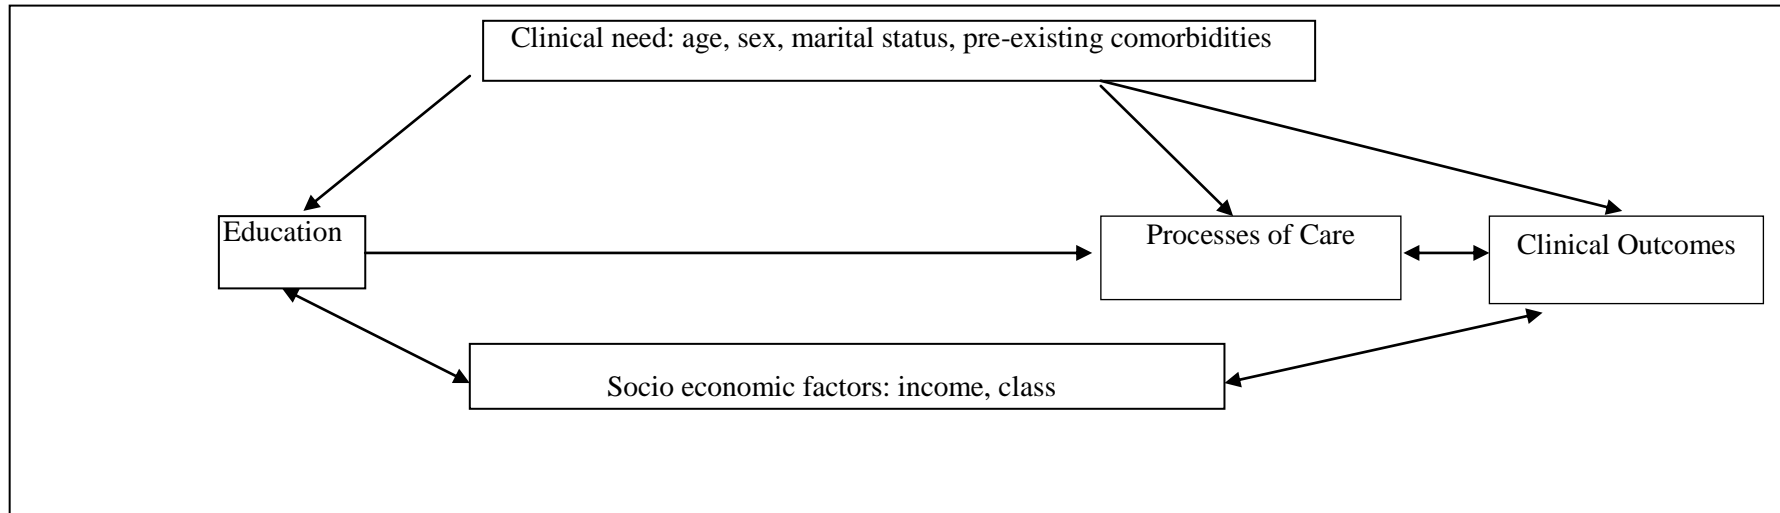 Clinical need: age, sex, marital status, pre-existing comorbidities
Education
Processes of Care
Clinical Outcomes
Socio economic factors: income, class